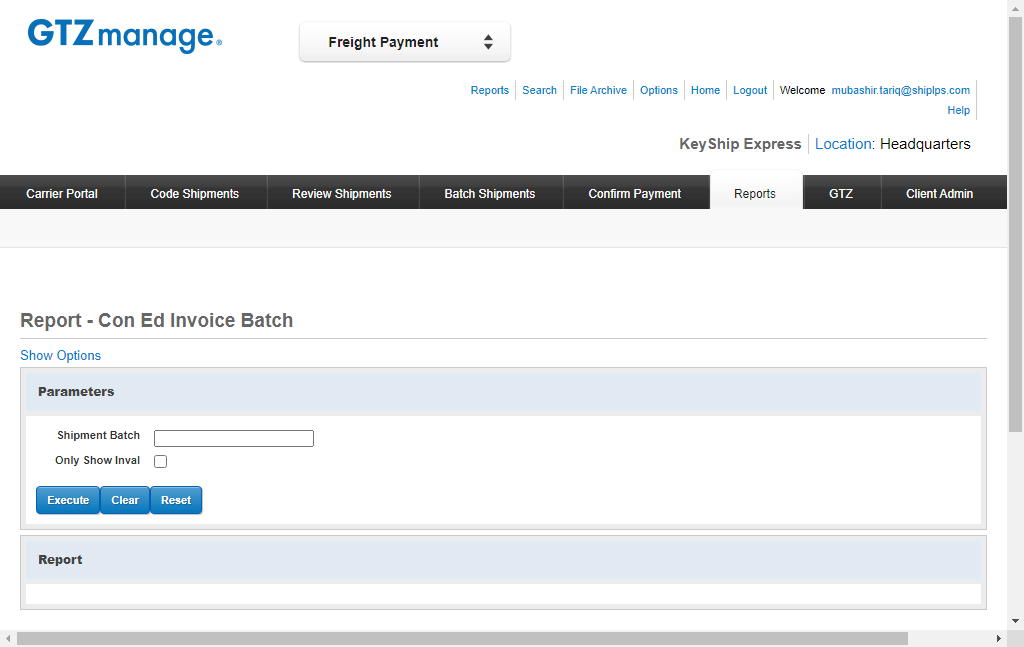 GTZmanage®
Freight Payment
Reports Search File Archive Options Home Logout Welcome mubashir.tariq@shiplps.com
Help
KeyShip Express Location: Headquarters
Carrier Portal Code Shipments Review Shipments Batch Shipments Confirm Payment Reports GTZ Client Admin
Report - Con Ed Invoice Batch
Show Options
Parameters
Shipment Batch
Only Show Inval
Execute Clear Reset
Report